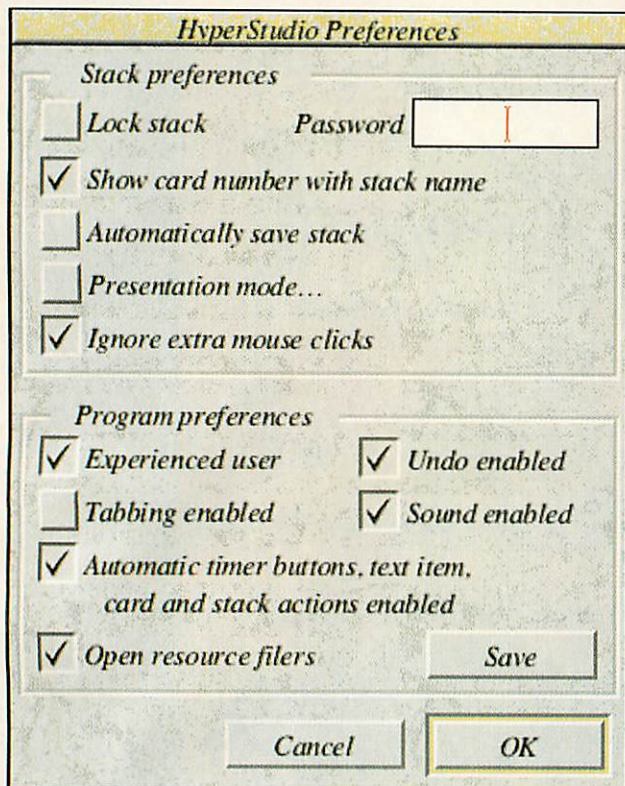 HyperStudio Preferences
Stack preferences
Lock stack Password
Show card number with stack name
Automatically save stack
Presentation mode...
Ignore extra mouse clicks
Program preferences
Experienced user Undo enabled
Tabbing enabled Sound enabled
Automatic timer buttons, text item,
card and stack actions enabled
Open resource filers Save
Cancel OK